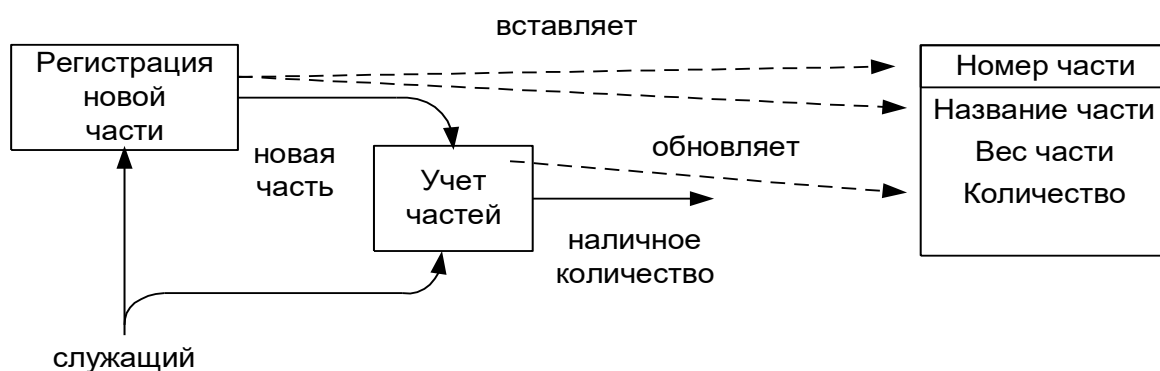 вставляет
Регистрация
новой
части
Номер части
Название части
Вес части
Количество
новая
часть
обновляет
Учет
частей
наличное
количество
служащий